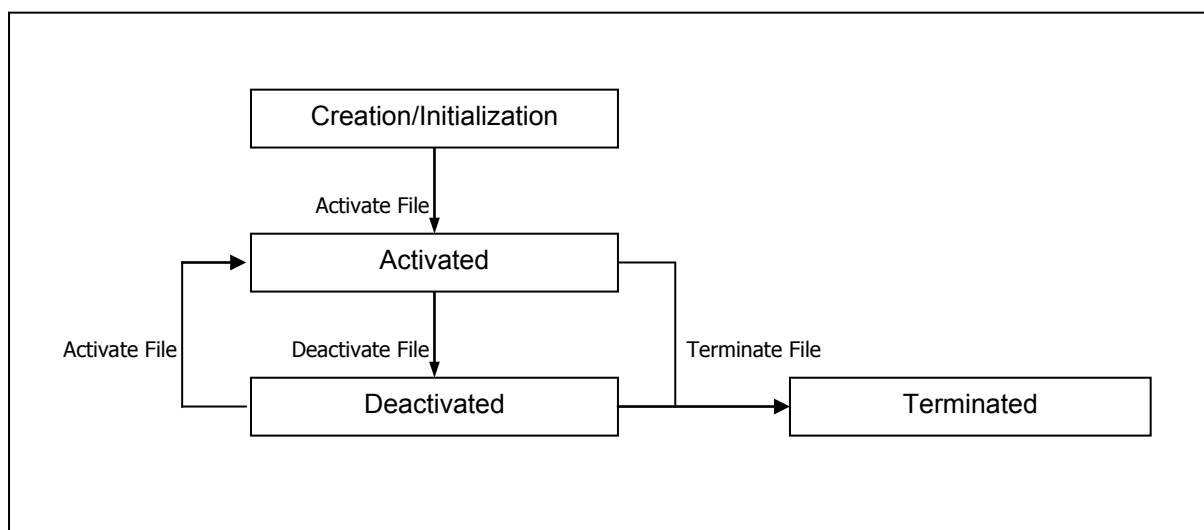 Creation/Initialization
Activate File
Activated
Activate File
Deactivate File
Terminate File
Deactivated
Terminated